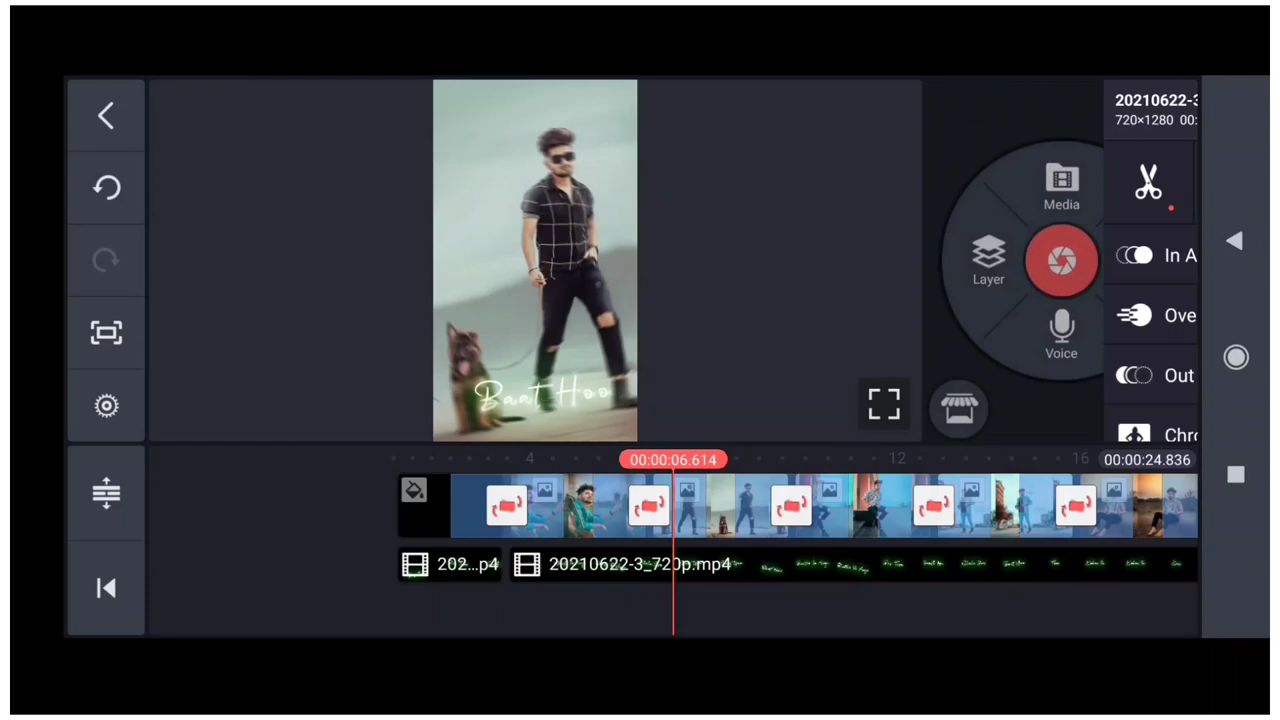 20210622-3
720×1280 00:
Media
Layer
Voice
In A
Ove
Out
Chr
Baat Hoo
4
00:00:06.614
12
16
00:00:24.836
202...p4
20210622-3_720p.mp4